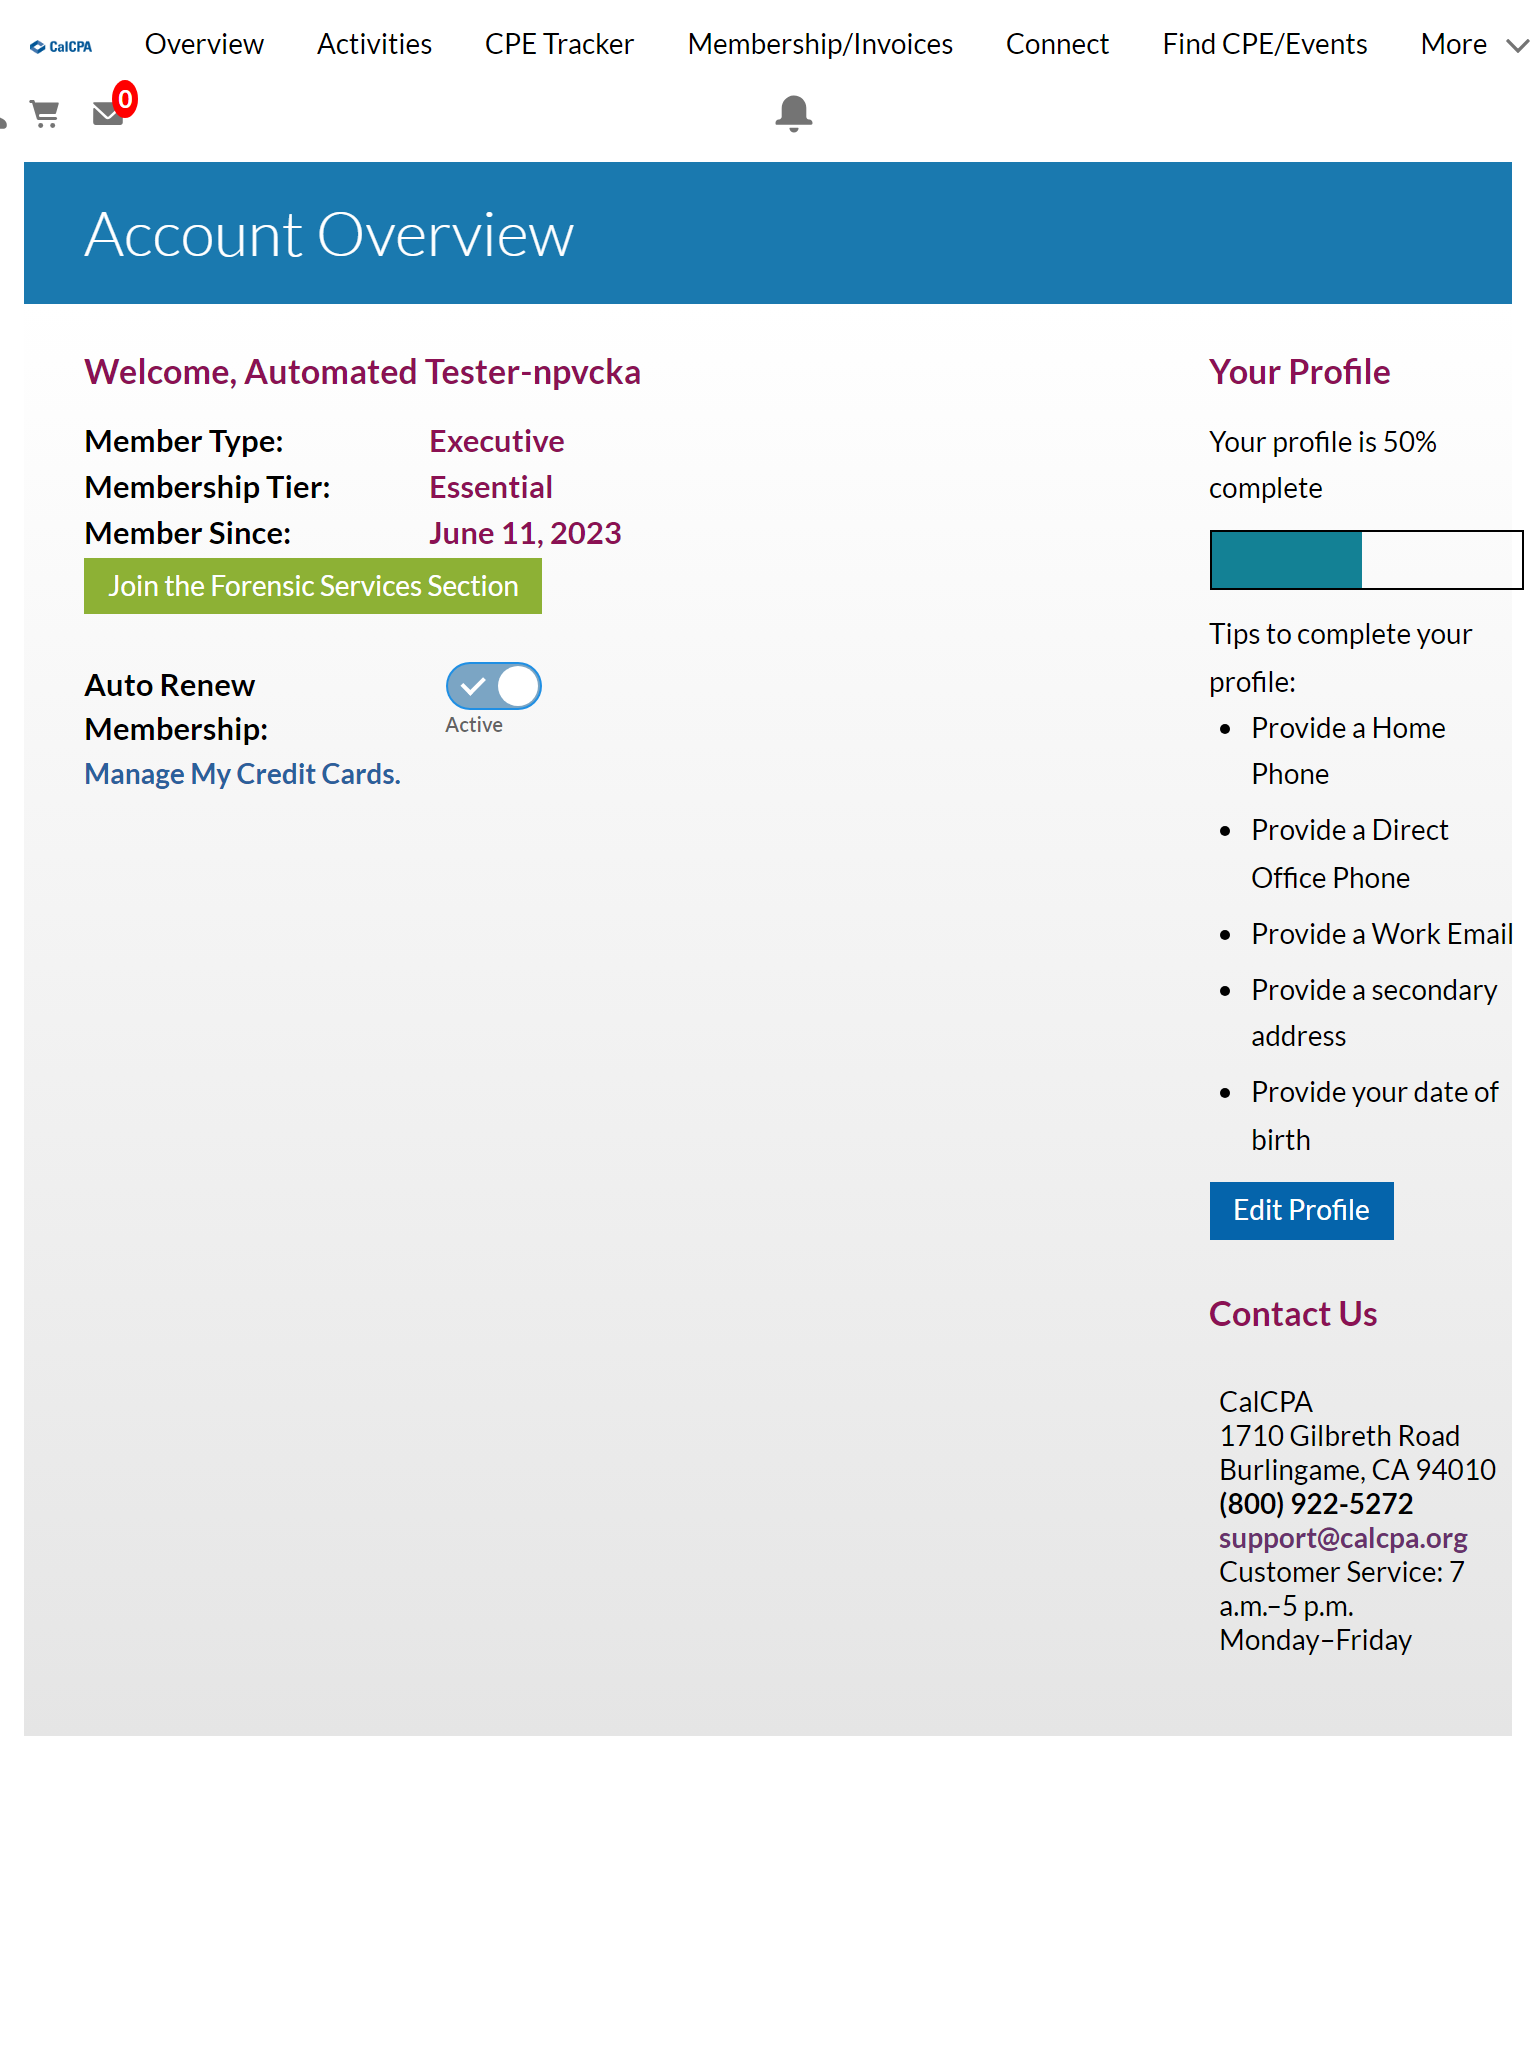 CalCPA Overview Activities CPE Tracker Membership/Invoices Connect Find CPE/Events More
0
Account Overview
Welcome, Automated Tester-npvcka
Member Type: Executive
Membership Tier: Essential
Member Since: June 11, 2023
Join the Forensic Services Section
Auto Renew
Membership:
Active
Manage My Credit Cards.
Your Profile
Your profile is 50%
complete
Tips to complete your
profile:
Provide a Home
Phone
Provide a Direct
Office Phone
Provide a Work Email
Provide a secondary
address
Provide your date of
birth
Edit Profile
Contact Us
CalCPA
1710 Gilbreth Road
Burlingame, CA 94010
(800) 922-5272
support@calcpa.org
Customer Service: 7
a.m.–5 p.m.
Monday–Friday